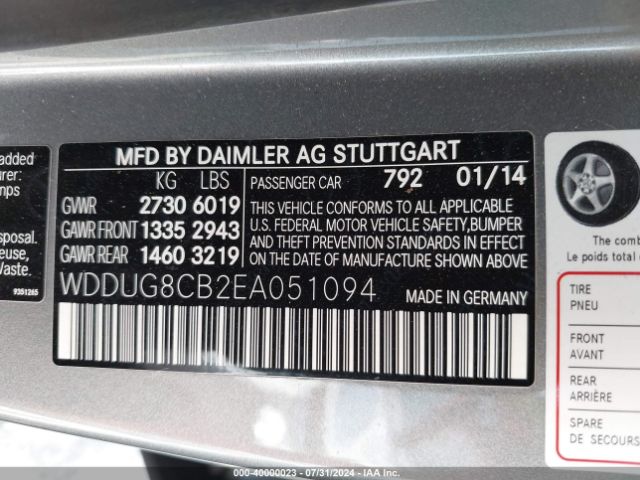 added
urer:
mps
sposal.
euse,
Waste.
9351265
MFD BY DAIMLER AG STUTTGART
KG LBS
GVWR 2730 6019
GAWR FRONT 1335 2943
GAWR REAR 1460 3219
PASSENGER CAR 792 01/14
THIS VEHICLE CONFORMS TO ALL APPLICABLE
U.S. FEDERAL MOTOR VEHICLE SAFETY,BUMPER
AND THEFT PREVENTION STANDARDS IN EFFECT
ON THE DATE OF MANUFACTURE SHOWN ABOVE.
WDDUG8CB2EA051094
MADE IN GERMANY
The comb
Le poids total
TIRE
PNEU
FRONT
AVANT
REAR
ARRIÈRE
SPARE
DE SECOURS
000-40000023 - 07/31/2024 - IAA Inc.